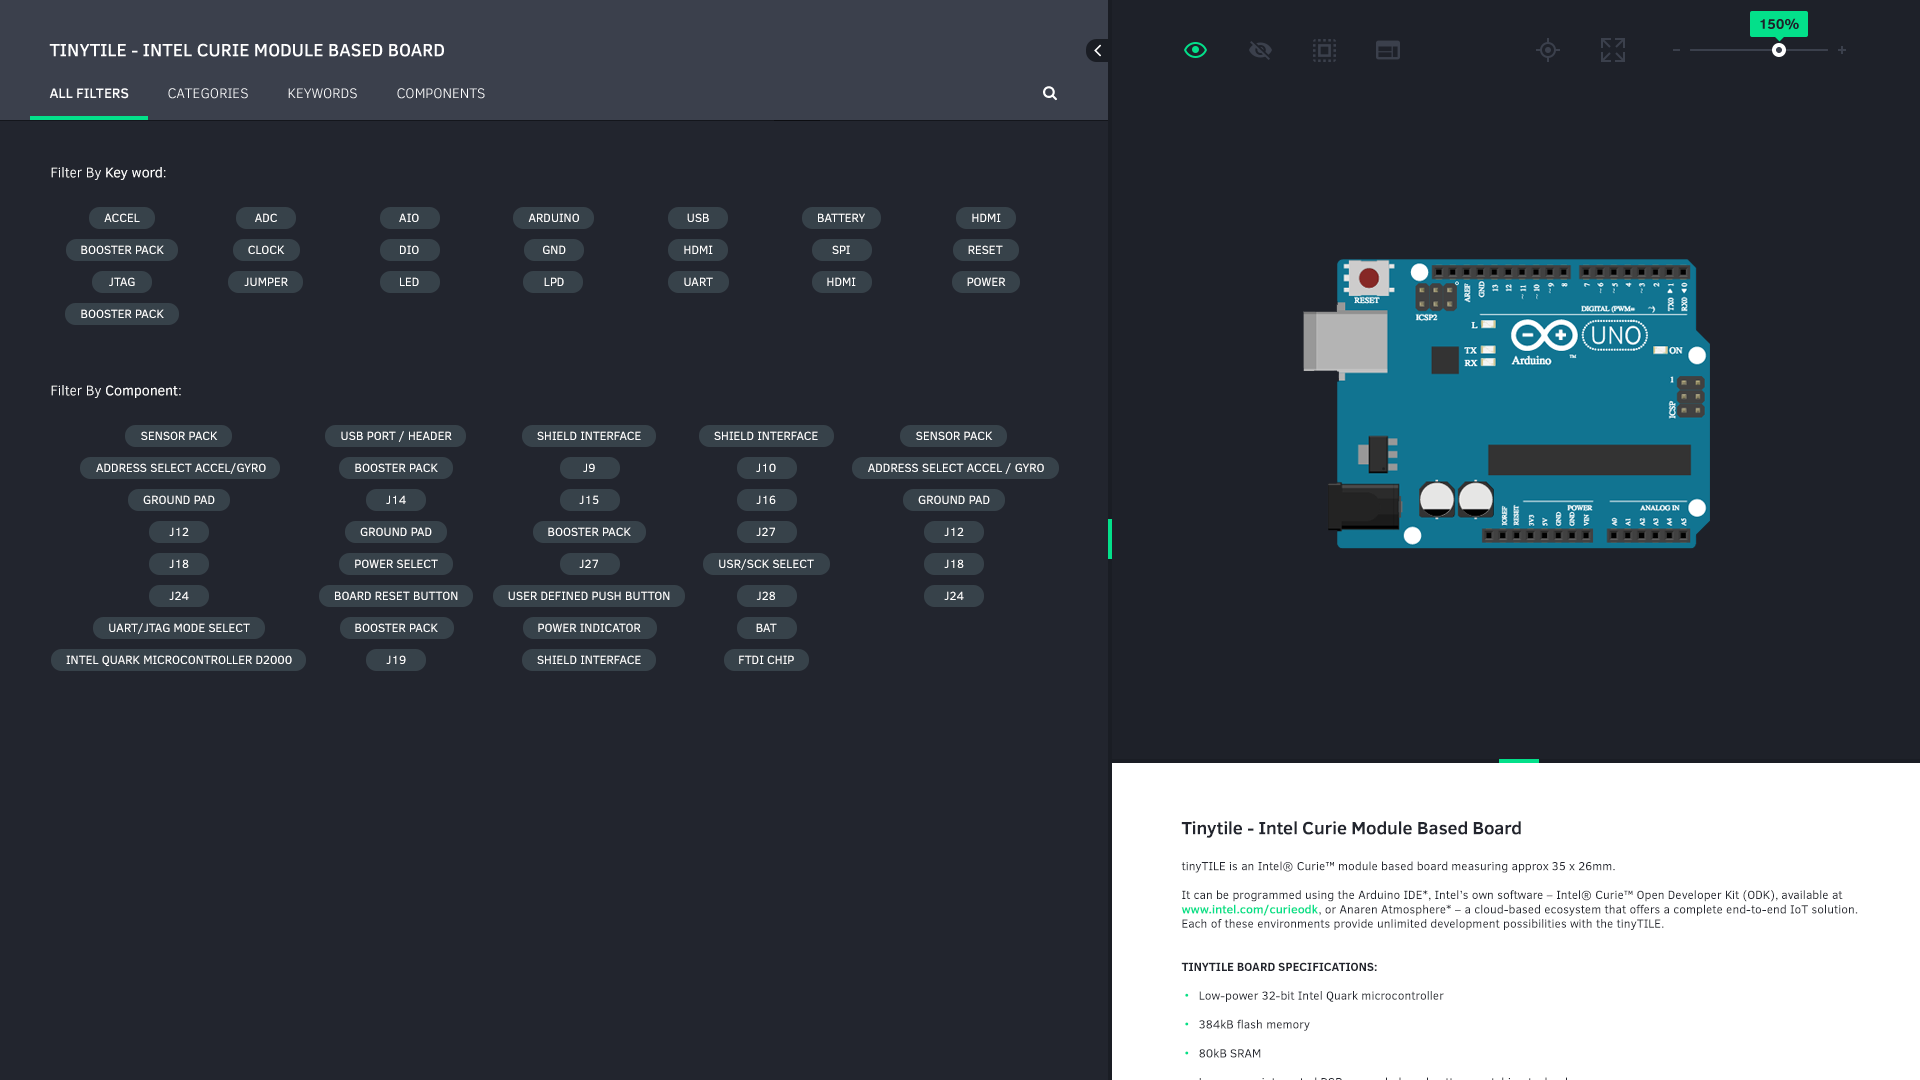 TINYTILE - INTEL CURIE MODULE BASED BOARD
ALL FILTERS CATEGORIES KEYWORDS COMPONENTS
Filter By Key word:
ACCEL ADC AIO ARDUINO USB BATTERY HDMI
BOOSTER PACK CLOCK DIO GND HDMI SPI RESET
JTAG JUMPER LED LPD UART HDMI POWER
BOOSTER PACK
Filter By Component:
SENSOR PACK USB PORT / HEADER SHIELD INTERFACE SHIELD INTERFACE SENSOR PACK
ADDRESS SELECT ACCEL/GYRO BOOSTER PACK J9 J10 ADDRESS SELECT ACCEL / GYRO
GROUND PAD J14 J15 J16 GROUND PAD
J12 GROUND PAD BOOSTER PACK J27 J12
J18 POWER SELECT J27 USR/SCK SELECT J18
J24 BOARD RESET BUTTON USER DEFINED PUSH BUTTON J28 J24
UART/JTAG MODE SELECT BOOSTER PACK POWER INDICATOR BAT
INTEL QUARK MICROCONTROLLER D2000 J19 SHIELD INTERFACE FTDI CHIP
150%
RESET
ICSP2
AREF GND 13 12 ~11 ~10 ~9 8 7 ~6 ~5 4 ~3 2 TX0 ▶ 1 RX0 ◀ 0
DIGITAL (PWM=
L
TX
RX
UNO
Arduino ™
ON
1
ICSP
POWER ANALOG IN
IOREF RESET 3V3 5V GND GND VIN A0 A1 A2 A3 A4 A5
Tinytile - Intel Curie Module Based Board
tinyTILE is an Intel® Curie™ module based board measuring approx 35 x 26mm.
It can be programmed using the Arduino IDE*, Intel's own software – Intel® Curie™ Open Developer Kit (ODK), available at
www.intel.com/curieodk, or Anaren Atmosphere* – a cloud-based ecosystem that offers a complete end-to-end IoT solution.
Each of these environments provide unlimited development possibilities with the tinyTILE.
TINYTILE BOARD SPECIFICATIONS:
• Low-power 32-bit Intel Quark microcontroller
• 384kB flash memory
• 80kB SRAM